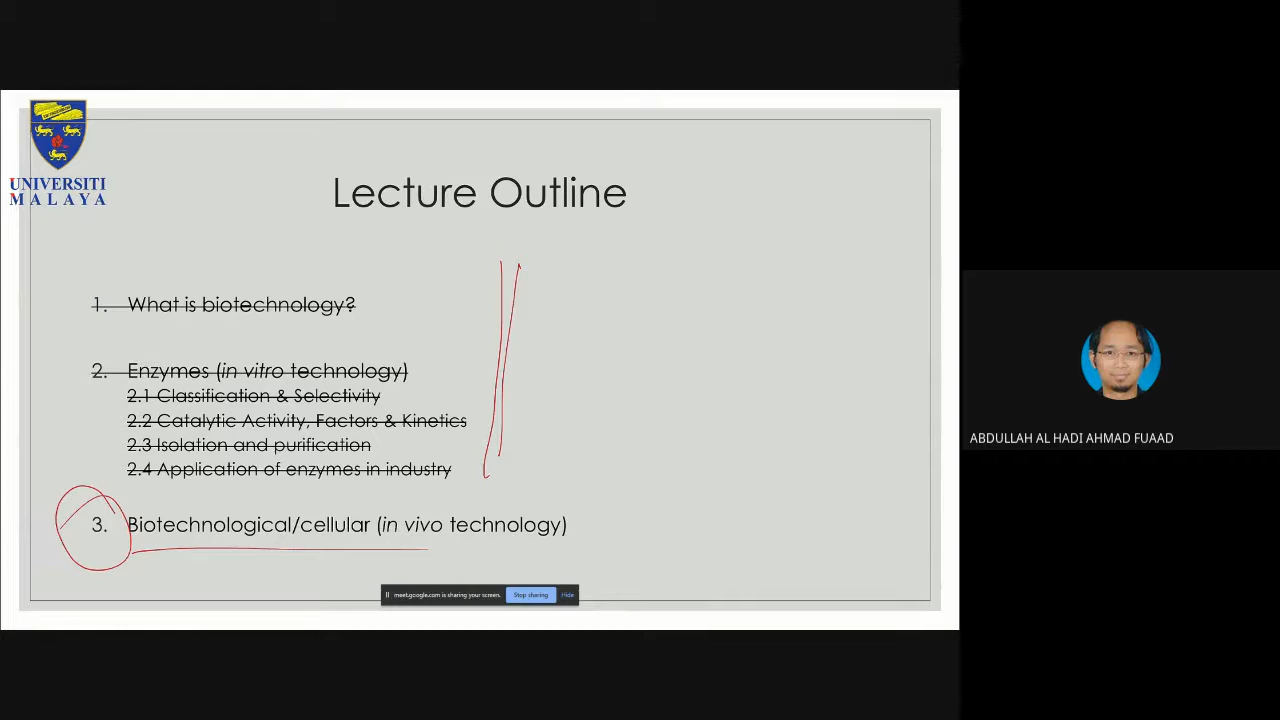 UNIVERSITI
MALAYA
Lecture Outline
1. What is biotechnology?
2. Enzymes (in vitro technology)
2.1 Classification & Selectivity
2.2 Catalytic Activity, Factors & Kinetics
2.3 Isolation and purification
2.4 Application of enzymes in industry
3. Biotechnological/cellular (in vivo technology)
meet.google.com is sharing your screen. Stop sharing Hide
ABDULLAH AL HADI AHMAD FUAAD